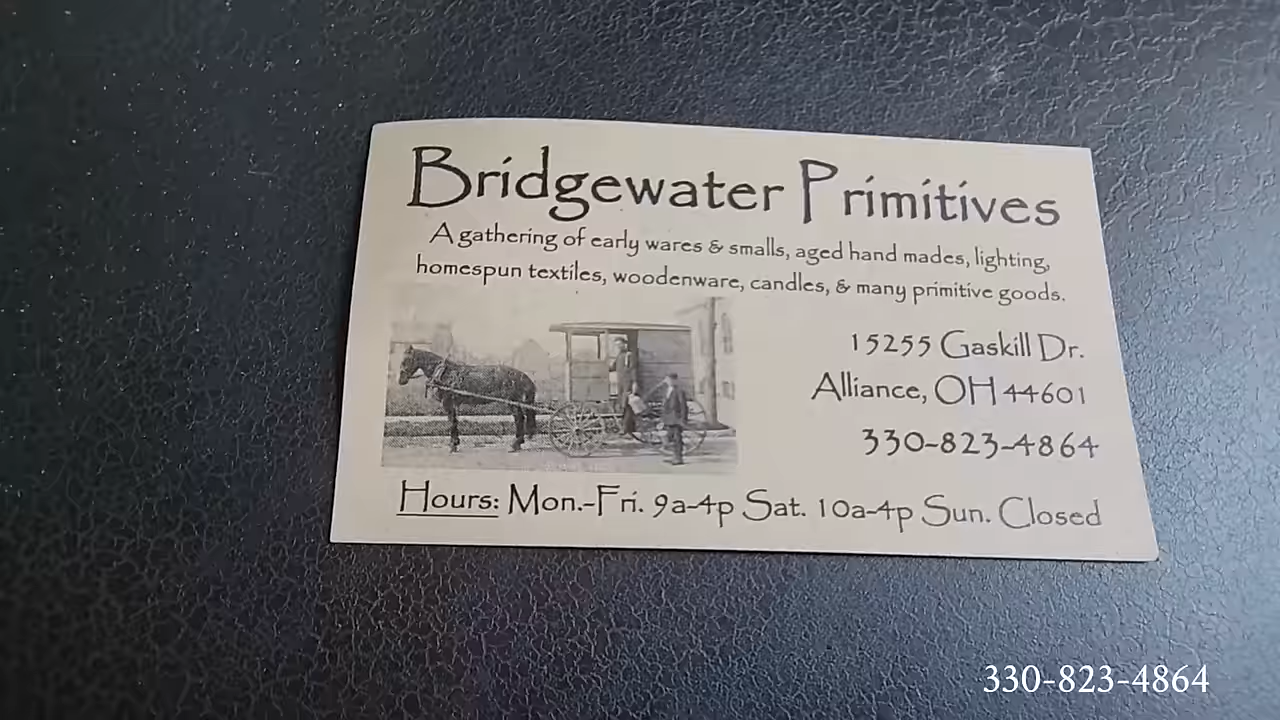 Bridgewater Primitives
A gathering of early wares & smalls, aged hand mades, lighting,
homespun textiles, woodenware, candles, & many primitive goods.
15255 Gaskill Dr.
Alliance, OH 44601
330-823-4864
Hours: Mon.-Fri. 9a-4p Sat. 10a-4p Sun. Closed
330-823-4864